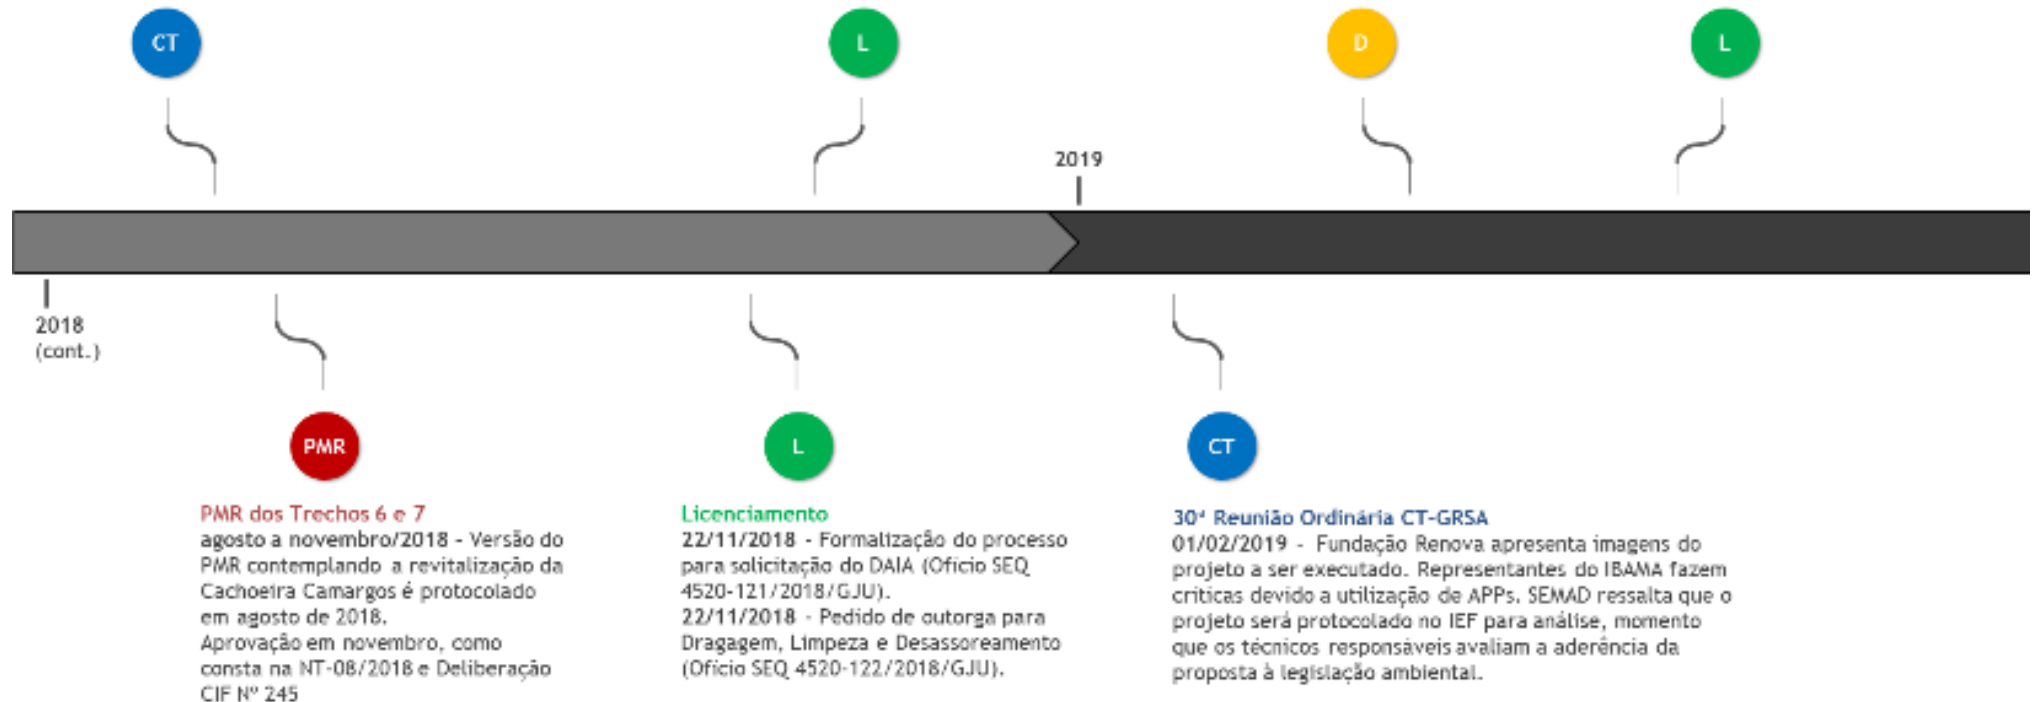 CT
L
D
L
2019
2018
(cont.)
PMR
L
CT
PMR dos Trechos 6 e 7
agosto a novembro/2018 - Versão do
PMR contemplando a revitalização da
Cachoeira Camargos é protocolado
em agosto de 2018.
Aprovação em novembro, como
consta na NT-08/2018 e Deliberação
CIF Nº 245
Licenciamento
22/11/2018 - Formalização do processo
para solicitação do DAIA (Ofício SEQ
4520-121/2018/GJU).
22/11/2018 - Pedido de outorga para
Dragagem, Limpeza e Desassoreamento
(Ofício SEQ 4520-122/2018/GJU).
30ª Reunião Ordinária CT-GRSA
01/02/2019 - Fundação Renova apresenta imagens do
projeto a ser executado. Representantes do IBAMA fazem
críticas devido a utilização de APPs. SEMAD ressalta que o
projeto será protocolado no IEF para análise, momento
que os técnicos responsáveis avaliam a aderência da
proposta à legislação ambiental.